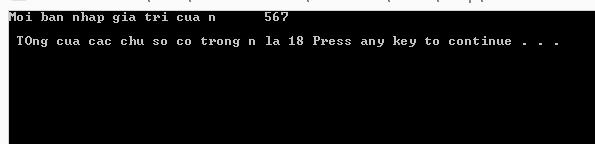 Moi ban nhap gia tri cua n 567
TOng cua cac chu so co trong n la 18 Press any key to continue . . .